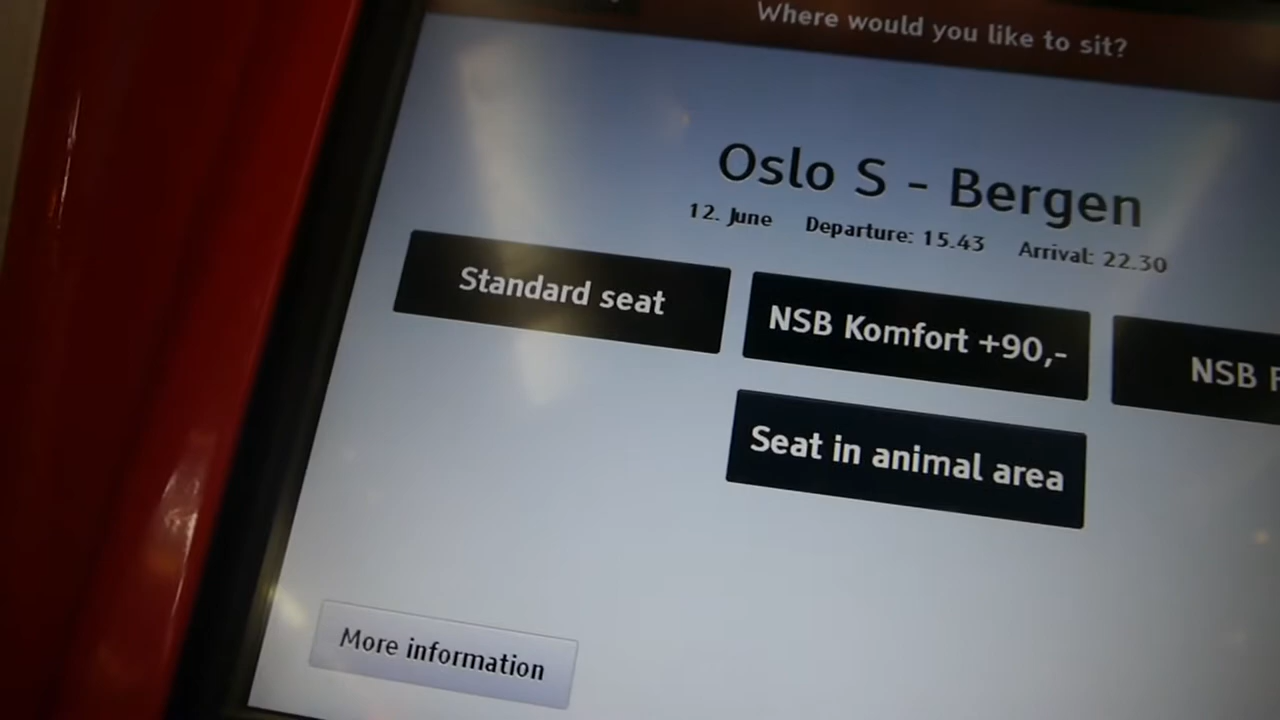 Where would you like to sit?
Oslo S - Bergen
12. June Departure: 15.43 Arrival: 22.30
Standard seat
NSB Komfort +90,-
NSB
Seat in animal area
More information